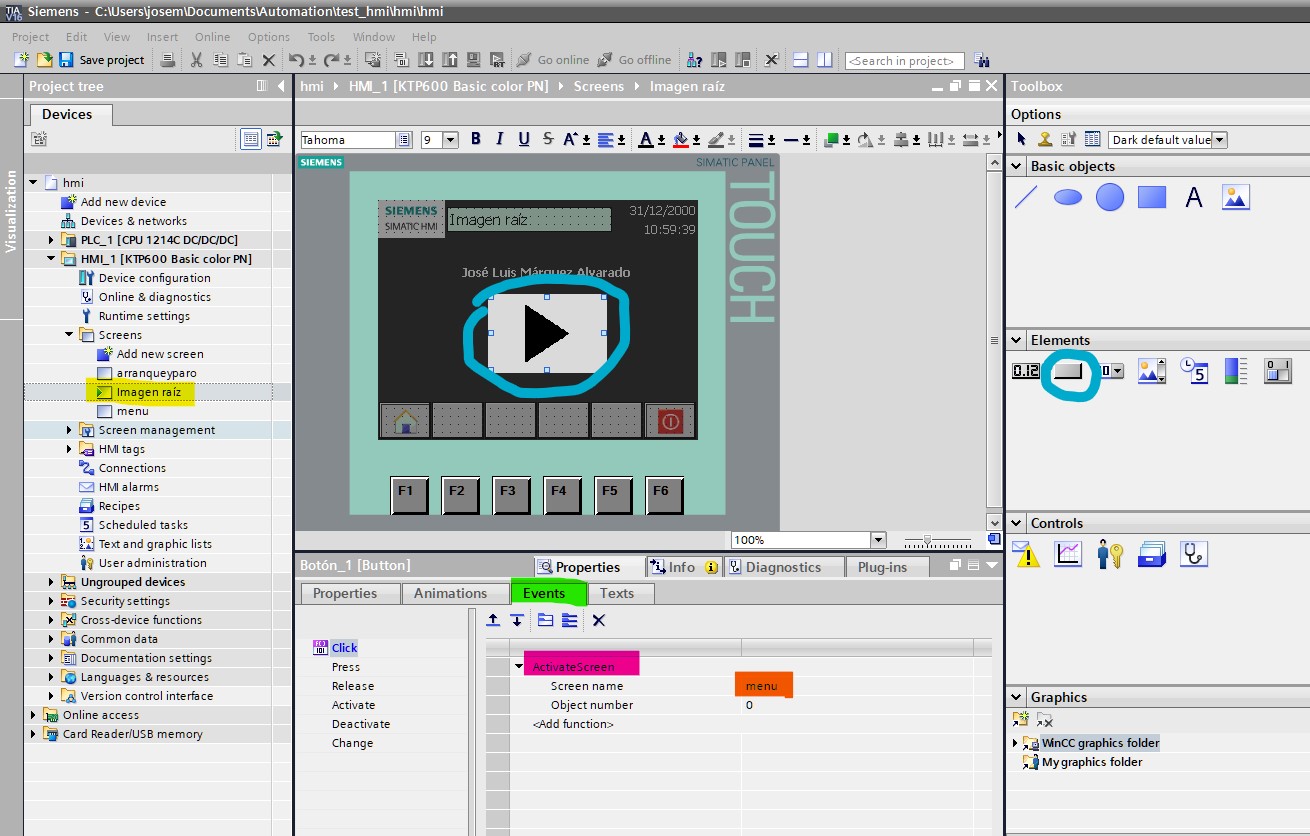 TIA V16 Siemens - C:\Users\josem\Documents\Automation\test_hmi\hmi\hmi
Project Edit View Insert Online Options Tools Window Help
Save project Go online Go offline <Search in project>
Visualization
Project tree
Devices
hmi
Add new device
Devices & networks
PLC_1 [CPU 1214C DC/DC/DC]
HMI_1 [KTP600 Basic color PN]
Device configuration
Online & diagnostics
Runtime settings
Screens
Add new screen
arranqueyparo
Imagen raíz
menu
Screen management
HMI tags
Connections
HMI alarms
Recipes
Scheduled tasks
Text and graphic lists
User administration
Ungrouped devices
Security settings
Cross-device functions
Common data
Documentation settings
Languages & resources
Version control interface
Online access
Card Reader/USB memory
hmi HMI_1 [KTP600 Basic color PN] Screens Imagen raíz
Tahoma 9 B I U S A A
SIEMENS SIMATIC PANEL
TOUCH
SIEMENS
SIMATIC HMI
Imagen raíz
31/12/2000
10:59:39
José Luis Márquez Alvarado
F1 F2 F3 F4 F5 F6
100%
Botón_1 [Button]
Properties Info Diagnostics Plug-ins
Properties Animations Events Texts
Click
Press
Release
Activate
Deactivate
Change
ActivateScreen
Screen name menu
Object number 0
<Add function>
Toolbox
Options
Dark default value
Basic objects
A
Elements
0.12 5 0 1
Controls
Graphics
WinCC graphics folder
My graphics folder